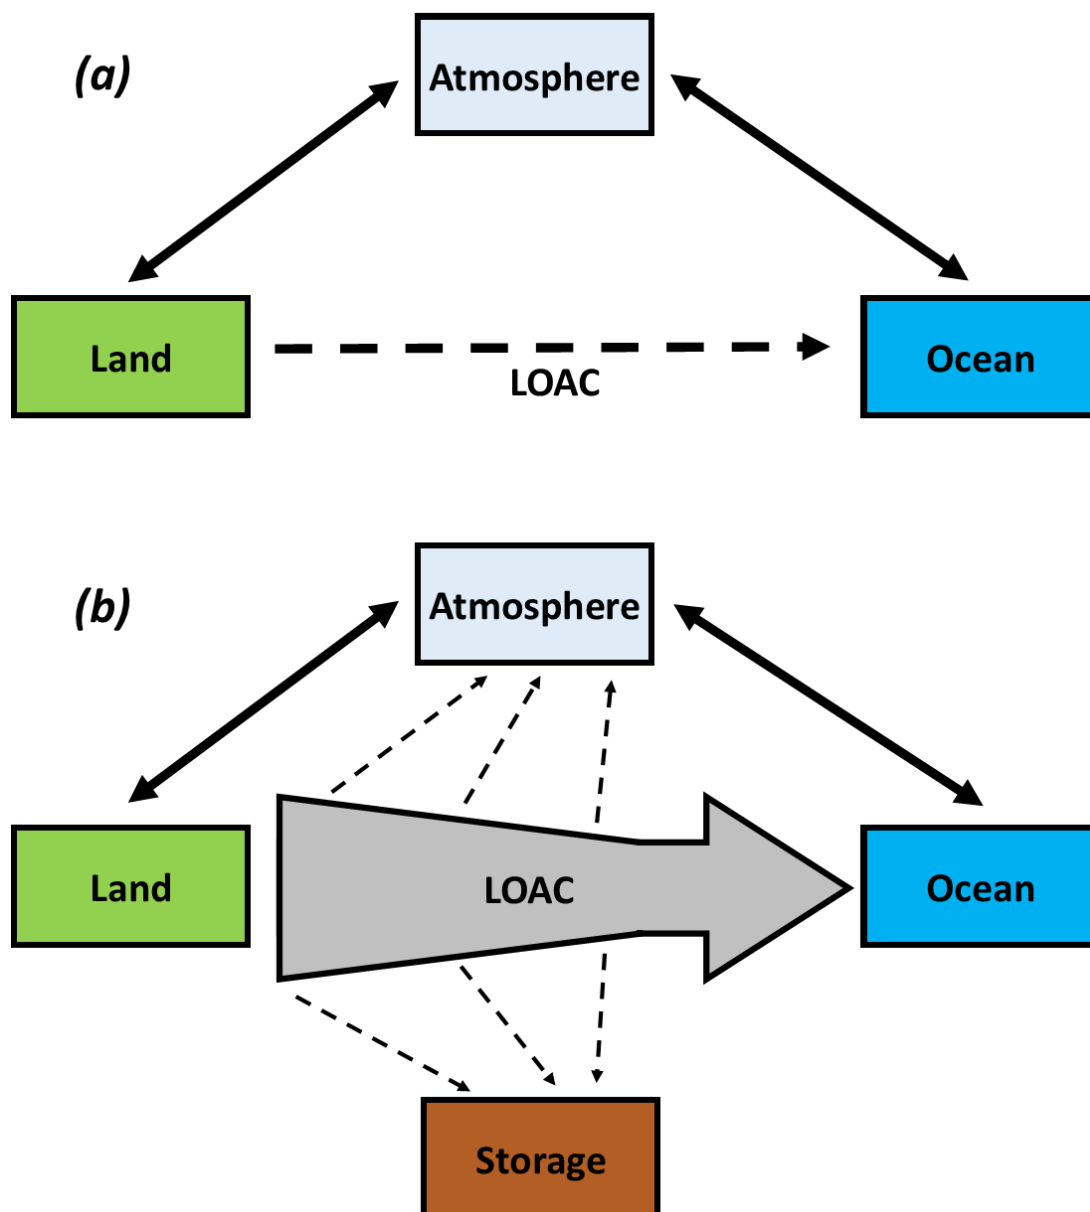 (a)
Atmosphere
Land
LOAC
Ocean
(b)
Atmosphere
Land
LOAC
Ocean
Storage